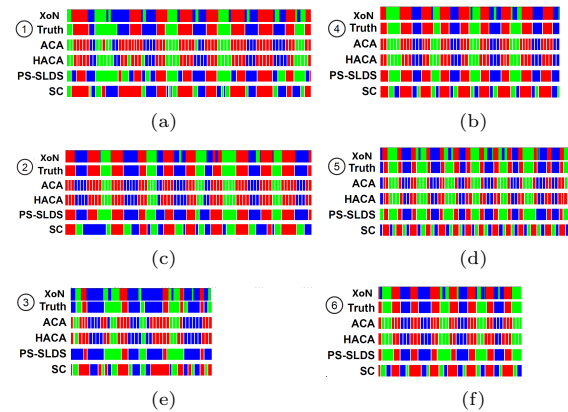 ① XoN
Truth
ACA
HACA
PS-SLDS
SC
(a)
④ XoN
Truth
ACA
HACA
PS-SLDS
SC
(b)
② XoN
Truth
ACA
HACA
PS-SLDS
SC
(c)
⑤ XoN
Truth
ACA
HACA
PS-SLDS
SC
(d)
③ XoN
Truth
ACA
HACA
PS-SLDS
SC
(e)
⑥ XoN
Truth
ACA
HACA
PS-SLDS
SC
(f)